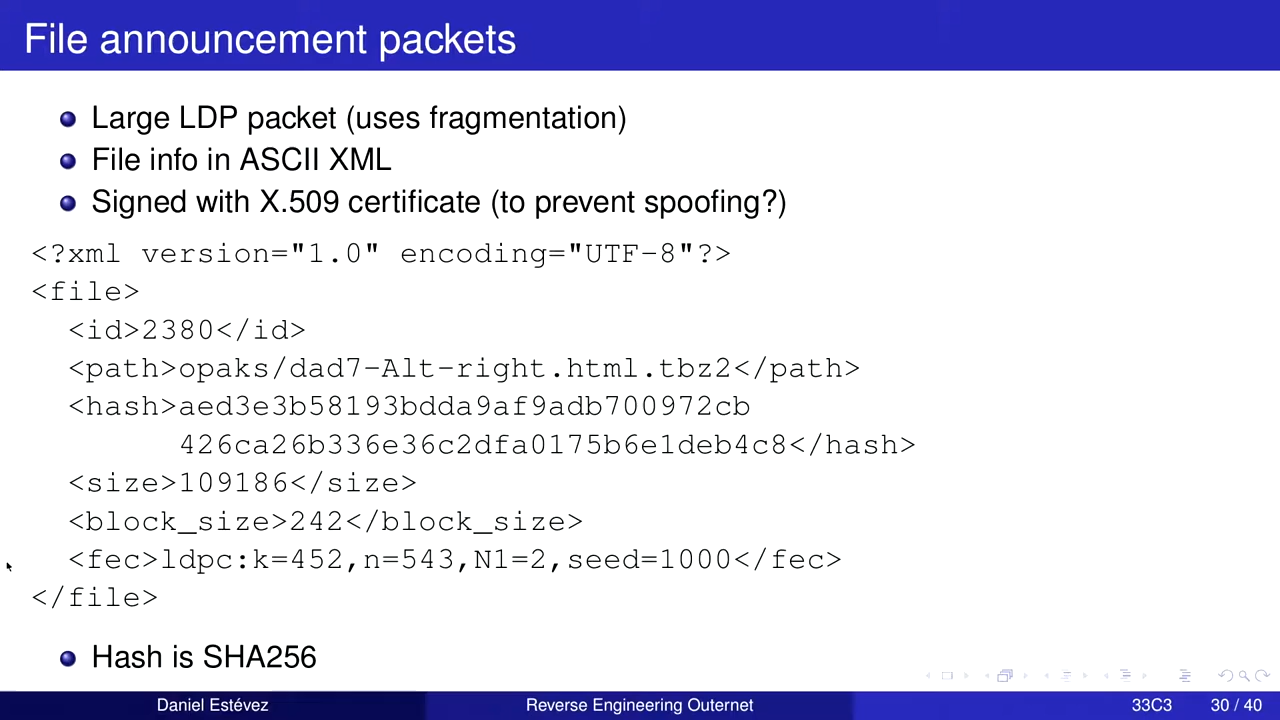 File announcement packets
Large LDP packet (uses fragmentation)
File info in ASCII XML
Signed with X.509 certificate (to prevent spoofing?)
<?xml version="1.0" encoding="UTF-8"?>
<file>
  <id>2380</id>
  <path>opaks/dad7-Alt-right.html.tbz2</path>
  <hash>aed3e3b58193bdda9af9adb700972cb
        426ca26b336e36c2dfa0175b6e1deb4c8</hash>
  <size>109186</size>
  <block_size>242</block_size>
  <fec>ldpc:k=452,n=543,N1=2,seed=1000</fec>
</file>
Hash is SHA256
Daniel Estévez Reverse Engineering Outernet 33C3 30 / 40